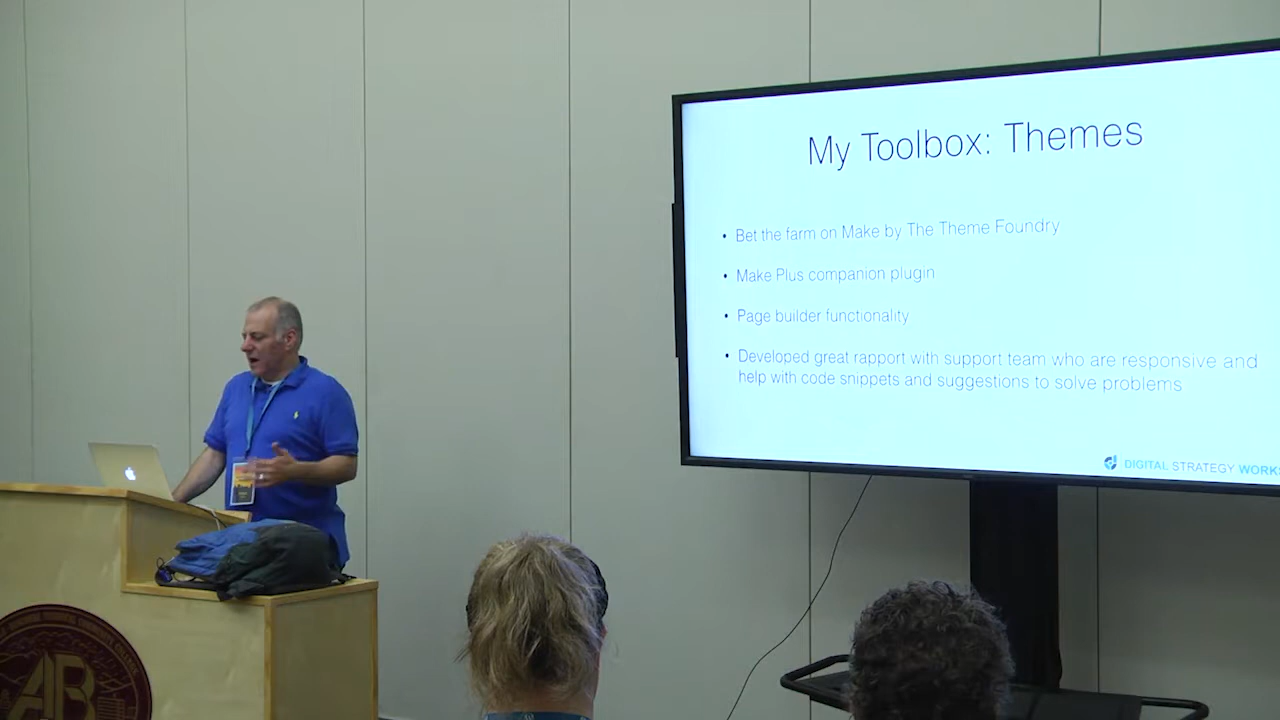 My Toolbox: Themes
• Bet the farm on Make by The Theme Foundry
• Make Plus companion plugin
• Page builder functionality
• Developed great rapport with support team who are responsive and
help with code snippets and suggestions to solve problems
DIGITAL STRATEGY WORKS
AB